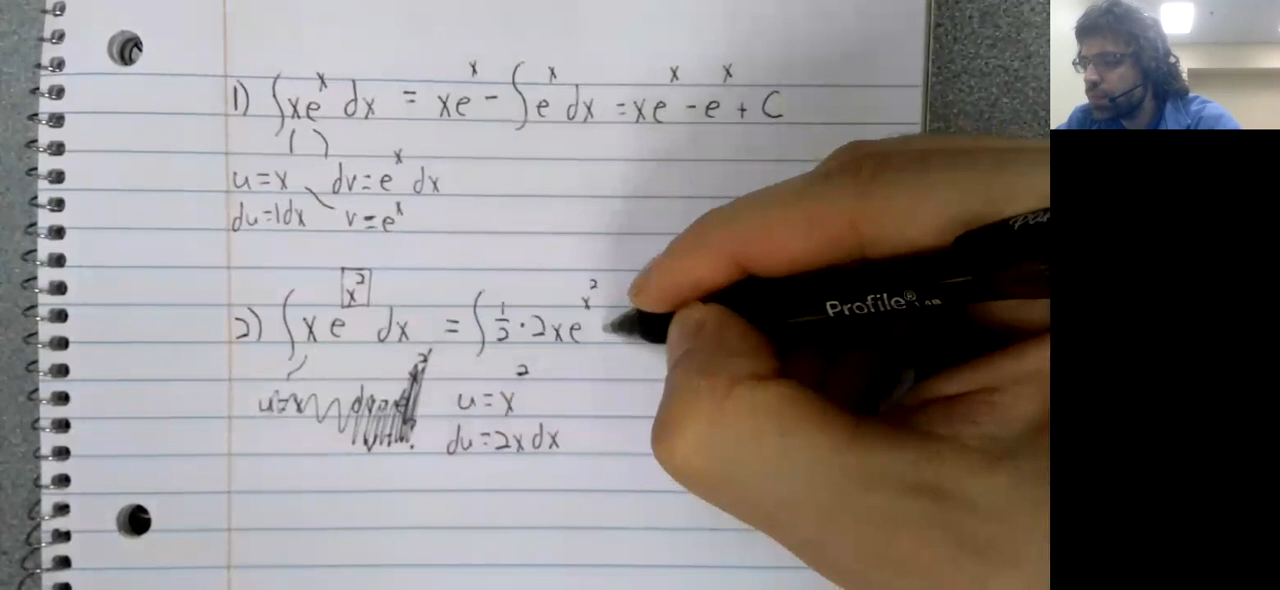 1) ∫xe^x dx = xe^x - ∫e^x dx = xe^x - e^x + C
u=x dv=e^x dx
du=1dx v=e^x
2) ∫xe^x² dx = ∫1/2·2xe^x²
u=x²
du=2x dx
Profile®